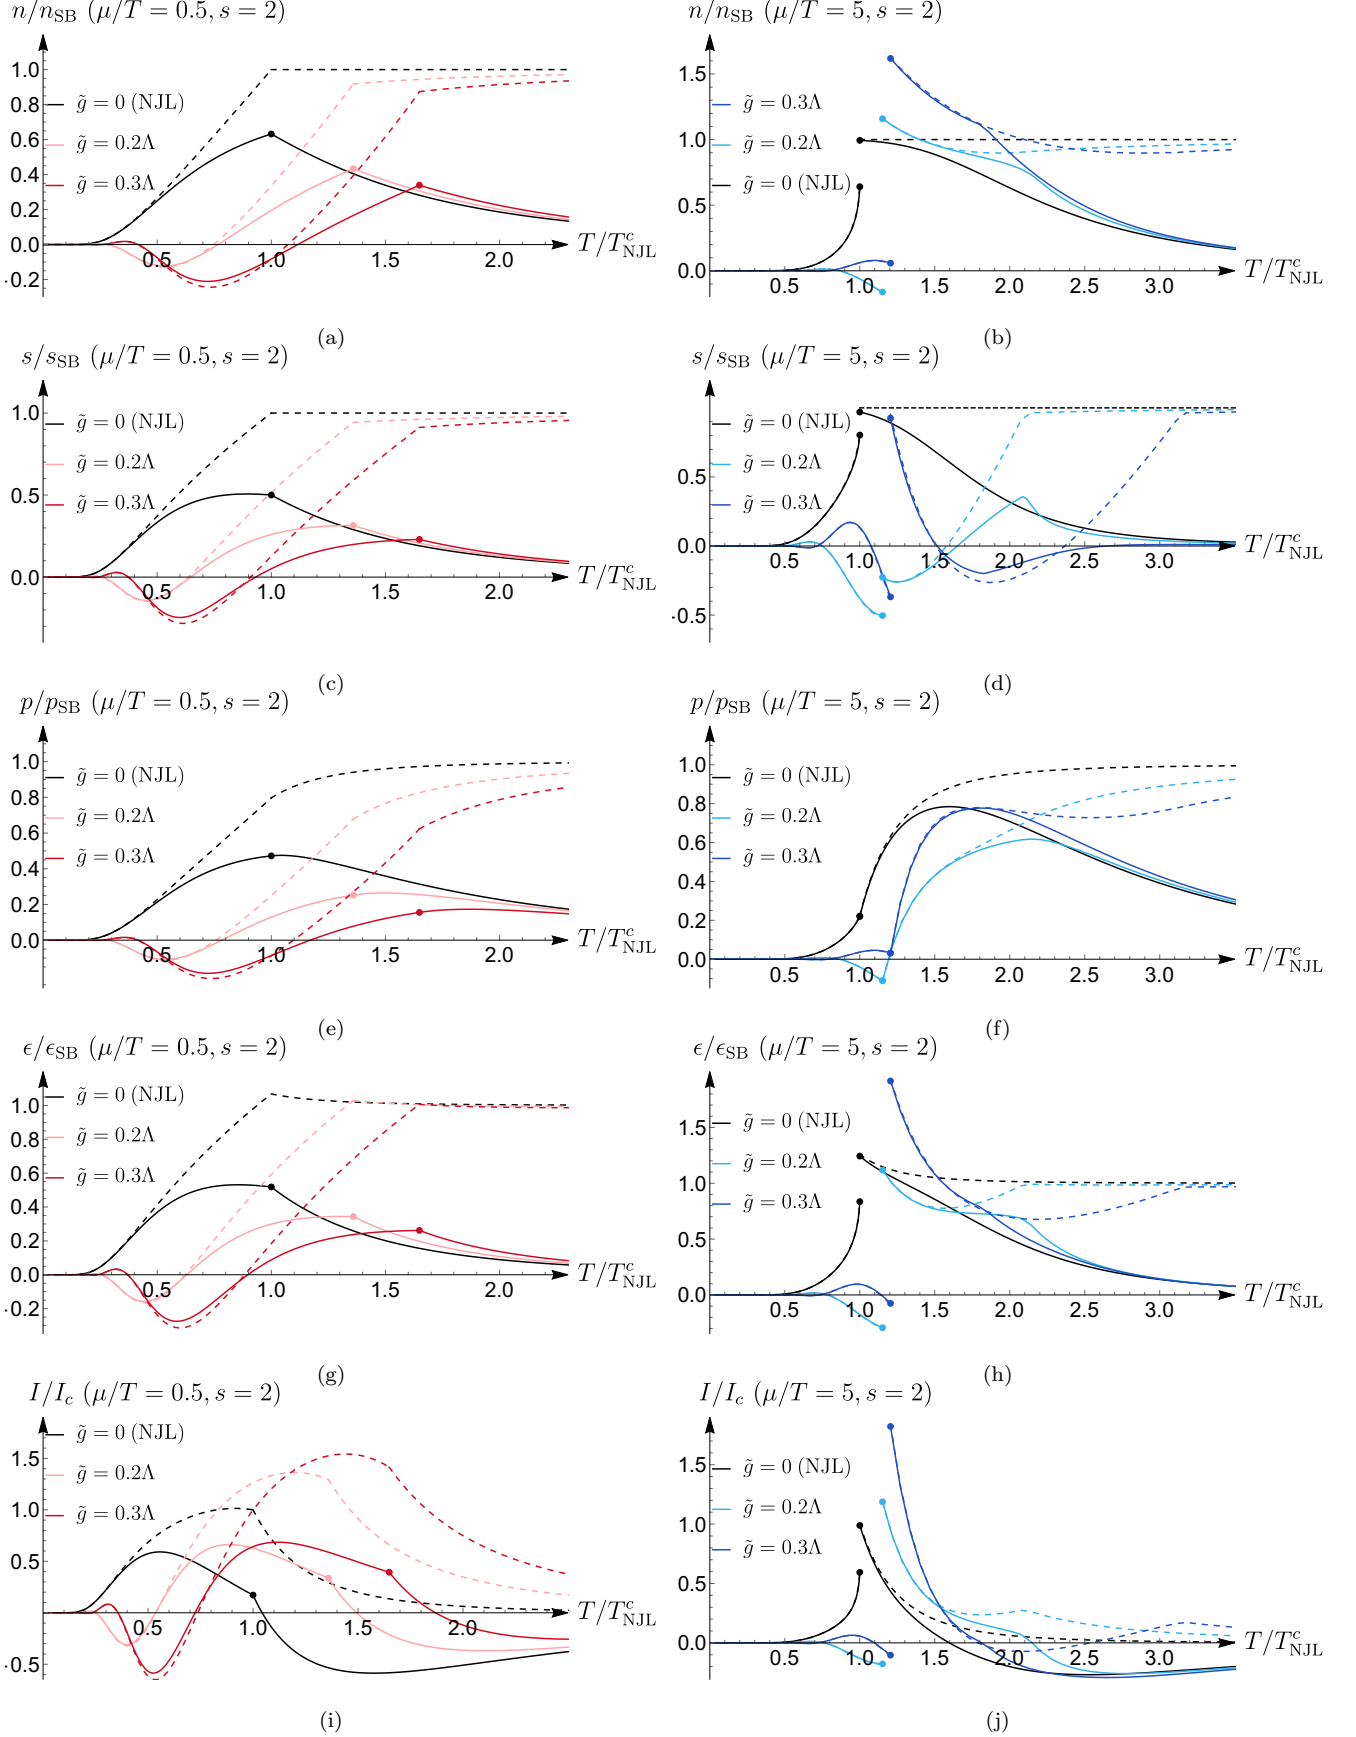 n/n_SB (μ/T = 0.5, s = 2)
1.0
0.8
0.6
0.4
0.2
0.0
-0.2
g̃ = 0 (NJL)
g̃ = 0.2Λ
g̃ = 0.3Λ
0.5 1.0 1.5 2.0
T/T^c_NJL
(a)
n/n_SB (μ/T = 5, s = 2)
1.5
1.0
0.5
0.0
g̃ = 0.3Λ
g̃ = 0.2Λ
g̃ = 0 (NJL)
0.5 1.0 1.5 2.0 2.5 3.0
T/T^c_NJL
(b)
s/s_SB (μ/T = 0.5, s = 2)
1.0
0.5
0.0
g̃ = 0 (NJL)
g̃ = 0.2Λ
g̃ = 0.3Λ
0.5 1.0 1.5 2.0
T/T^c_NJL
(c)
s/s_SB (μ/T = 5, s = 2)
0.5
0.0
-0.5
g̃ = 0 (NJL)
g̃ = 0.2Λ
g̃ = 0.3Λ
0.5 1.0 1.5 2.0 2.5 3.0
T/T^c_NJL
(d)
p/p_SB (μ/T = 0.5, s = 2)
1.0
0.8
0.6
0.4
0.2
0.0
g̃ = 0 (NJL)
g̃ = 0.2Λ
g̃ = 0.3Λ
0.5 1.0 1.5 2.0
T/T^c_NJL
(e)
p/p_SB (μ/T = 5, s = 2)
1.0
0.8
0.6
0.4
0.2
0.0
g̃ = 0 (NJL)
g̃ = 0.2Λ
g̃ = 0.3Λ
0.5 1.0 1.5 2.0 2.5 3.0
T/T^c_NJL
(f)
ϵ/ϵ_SB (μ/T = 0.5, s = 2)
1.0
0.8
0.6
0.4
0.2
0.0
-0.2
g̃ = 0 (NJL)
g̃ = 0.2Λ
g̃ = 0.3Λ
0.5 1.0 1.5 2.0
T/T^c_NJL
(g)
ϵ/ϵ_SB (μ/T = 5, s = 2)
1.5
1.0
0.5
0.0
g̃ = 0 (NJL)
g̃ = 0.2Λ
g̃ = 0.3Λ
0.5 1.0 1.5 2.0 2.5 3.0
T/T^c_NJL
(h)
I/I_c (μ/T = 0.5, s = 2)
1.5
1.0
0.5
0.0
-0.5
g̃ = 0 (NJL)
g̃ = 0.2Λ
g̃ = 0.3Λ
0.5 1.0 1.5 2.0
T/T^c_NJL
(i)
I/I_c (μ/T = 5, s = 2)
1.5
1.0
0.5
0.0
g̃ = 0 (NJL)
g̃ = 0.2Λ
g̃ = 0.3Λ
0.5 1.0 1.5 2.0 2.5 3.0
T/T^c_NJL
(j)